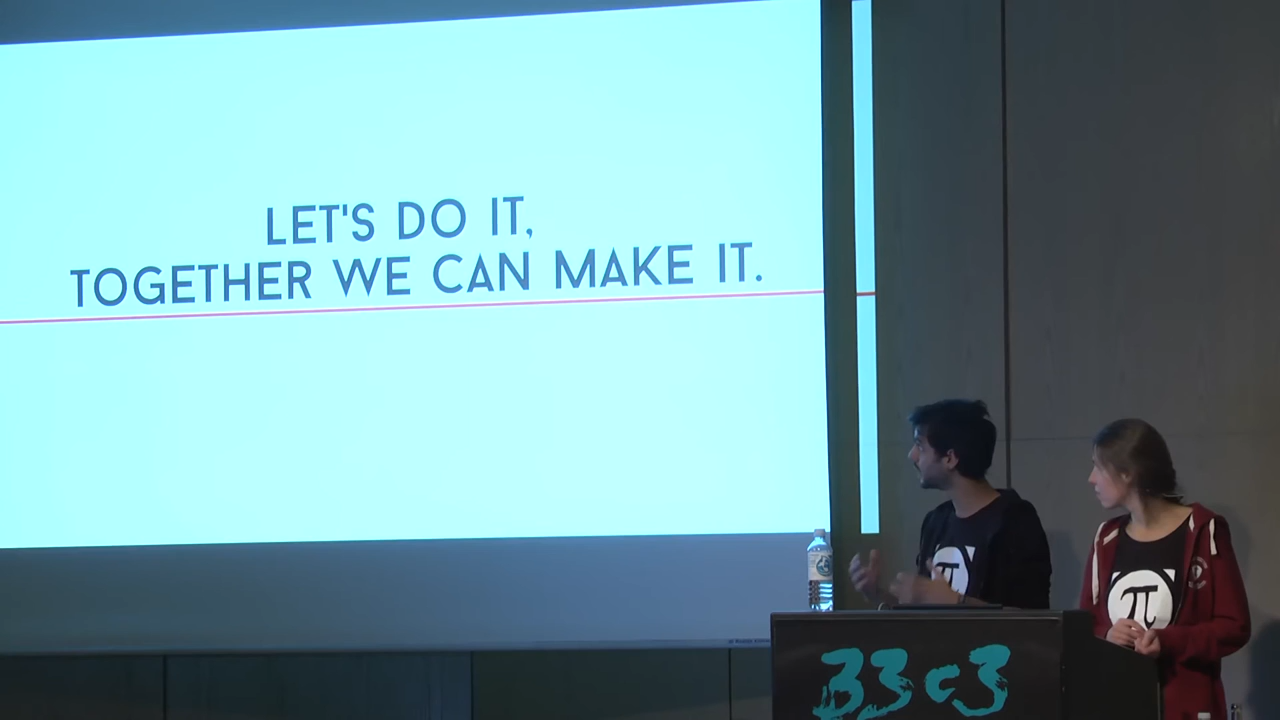 LET'S DO IT,
TOGETHER WE CAN MAKE IT.
π
π
33c3